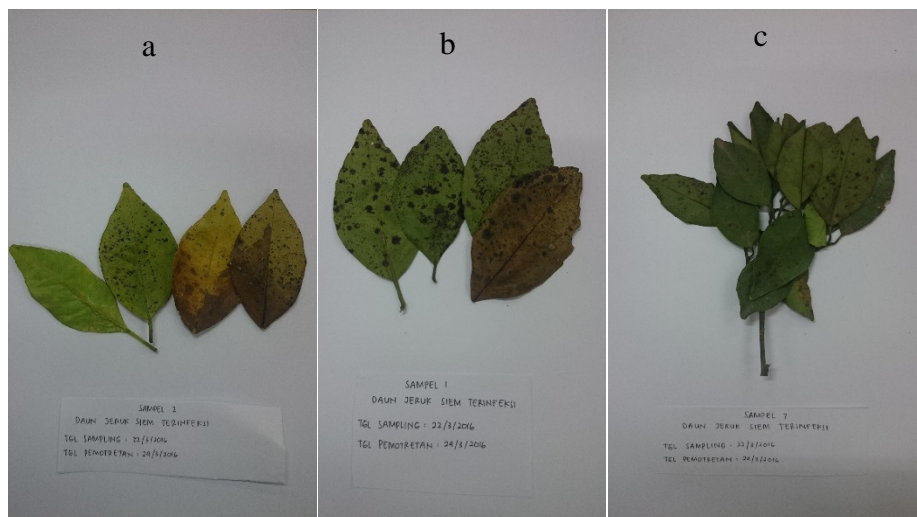 a
SAMPEL 2
DAUN JERUK SIEM TERINFEKSI
TGL SAMPLING : 22/3/2016
TGL PEMOTRETAN : 24/3/2016
b
SAMPEL 1
DAUN JERUK SIEM TERINFEKSI
TGL SAMPLING : 22/3/2016
TGL PEMOTRETAN : 24/3/2016
c
SAMPEL
DAUN JERUK SIEM TERINFEKSI
TGL SAMPLING : 22/3/2016
TGL PEMOTRETAN : 24/3/2016